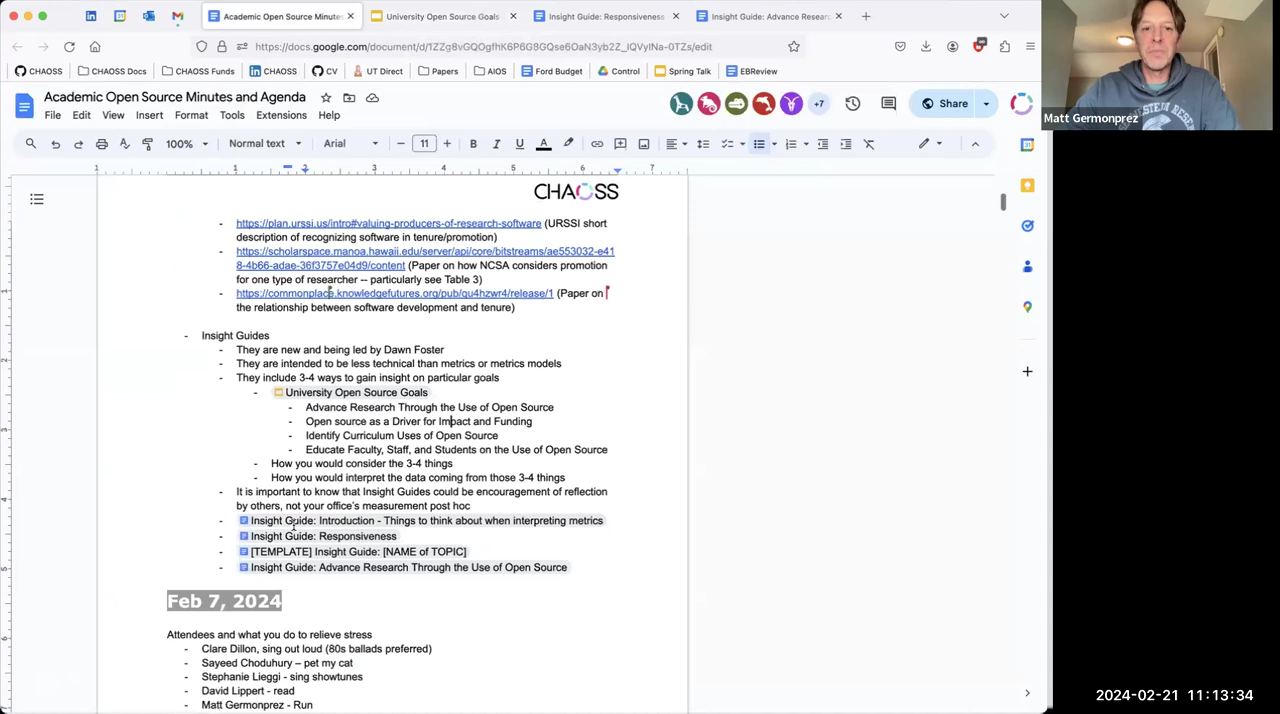 Academic Open Source Minutes
University Open Source Goals
Insight Guide: Responsiveness
Insight Guide: Advance Researc
https://docs.google.com/document/d/1ZZg8vGQOgfhK6P6G8GQse6OaN3yb2Z_IQVyINa-0TZs/edit
CHAOSS
CHAOSS Docs
CHAOSS Funds
CHAOSS
CV
UT Direct
Papers
AIOS
Ford Budget
Control
Spring Talk
EBReview
Academic Open Source Minutes and Agenda
File Edit View Insert Format Tools Extensions Help
+7
Share
100% Normal text Arial 11 B I U A
1 1 2 3 4 5 6 7
CHAOSS
- https://plan.urssi.us/intro#valuing-producers-of-research-software (URSSI short
description of recognizing software in tenure/promotion)
- https://scholarspace.manoa.hawaii.edu/server/api/core/bitstreams/ae553032-e41
8-4b66-adae-36f3757e04d9/content (Paper on how NCSA considers promotion
for one type of researcher -- particularly see Table 3)
- https://commonplace.knowledgefutures.org/pub/qu4hzwr4/release/1 (Paper on
the relationship between software development and tenure)
- Insight Guides
- They are new and being led by Dawn Foster
- They are intended to be less technical than metrics or metrics models
- They include 3-4 ways to gain insight on particular goals
- University Open Source Goals
- Advance Research Through the Use of Open Source
- Open source as a Driver for Impact and Funding
- Identify Curriculum Uses of Open Source
- Educate Faculty, Staff, and Students on the Use of Open Source
- How you would consider the 3-4 things
- How you would interpret the data coming from those 3-4 things
- It is important to know that Insight Guides could be encouragement of reflection
by others, not your office's measurement post hoc
- Insight Guide: Introduction - Things to think about when interpreting metrics
- Insight Guide: Responsiveness
- [TEMPLATE] Insight Guide: [NAME of TOPIC]
- Insight Guide: Advance Research Through the Use of Open Source
Feb 7, 2024
Attendees and what you do to relieve stress
- Clare Dillon, sing out loud (80s ballads preferred)
- Sayeed Choduhury – pet my cat
- Stephanie Lieggi - sing showtunes
- David Lippert - read
- Matt Germonprez - Run
Matt Germonprez
2024-02-21 11:13:34